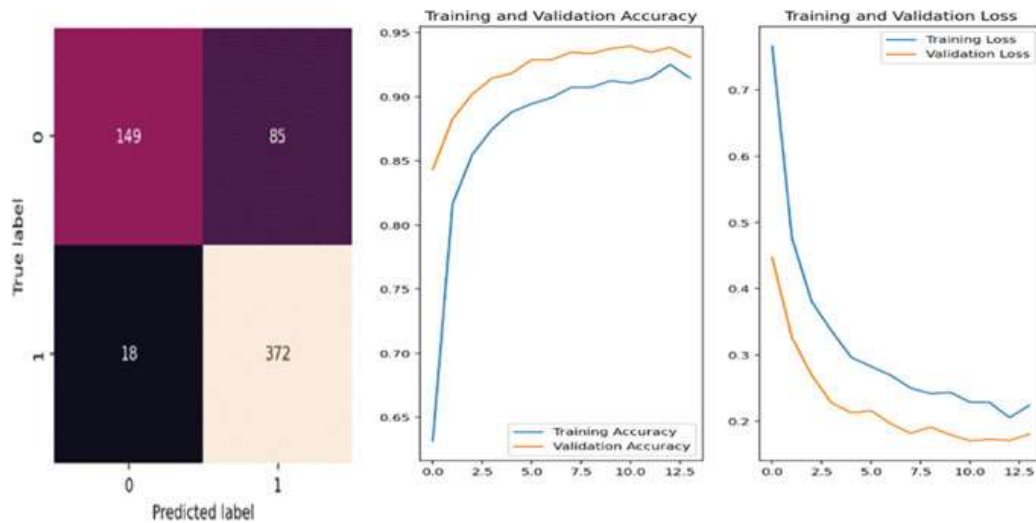 True label
0
1
149
85
18
372
0
1
Predicted label
Training and Validation Accuracy
0.95
0.90
0.85
0.80
0.75
0.70
0.65
Training Accuracy
Validation Accuracy
0.0 2.5 5.0 7.5 10.0 12.5
Training and Validation Loss
Training Loss
Validation Loss
0.7
0.6
0.5
0.4
0.3
0.2
0.0 2.5 5.0 7.5 10.0 12.5